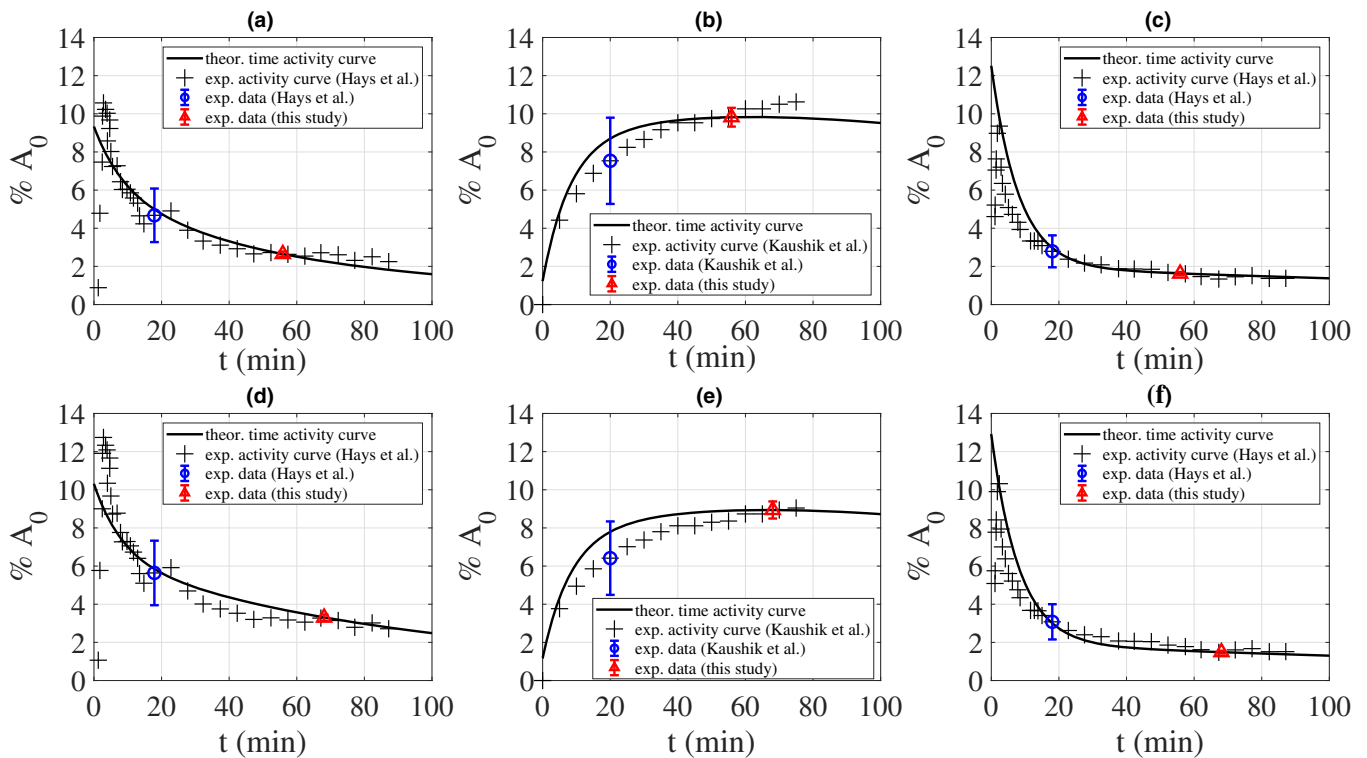 (a)
14
12
10
8
6
4
2
0
% A0
theor. time activity curve
exp. activity curve (Hays et al.)
exp. data (Hays et al.)
exp. data (this study)
0 20 40 60 80 100
t (min)
(b)
14
12
10
8
6
4
2
0
% A0
theor. time activity curve
exp. activity curve (Kaushik et al.)
exp. data (Kaushik et al.)
exp. data (this study)
0 20 40 60 80 100
t (min)
(c)
14
12
10
8
6
4
2
0
% A0
theor. time activity curve
exp. activity curve (Hays et al.)
exp. data (Hays et al.)
exp. data (this study)
0 20 40 60 80 100
t (min)
(d)
14
12
10
8
6
4
2
0
% A0
theor. time activity curve
exp. activity curve (Hays et al.)
exp. data (Hays et al.)
exp. data (this study)
0 20 40 60 80 100
t (min)
(e)
14
12
10
8
6
4
2
0
% A0
theor. time activity curve
exp. activity curve (Kaushik et al.)
exp. data (Kaushik et al.)
exp. data (this study)
0 20 40 60 80 100
t (min)
(f)
14
12
10
8
6
4
2
0
% A0
theor. time activity curve
exp. activity curve (Hays et al.)
exp. data (Hays et al.)
exp. data (this study)
0 20 40 60 80 100
t (min)